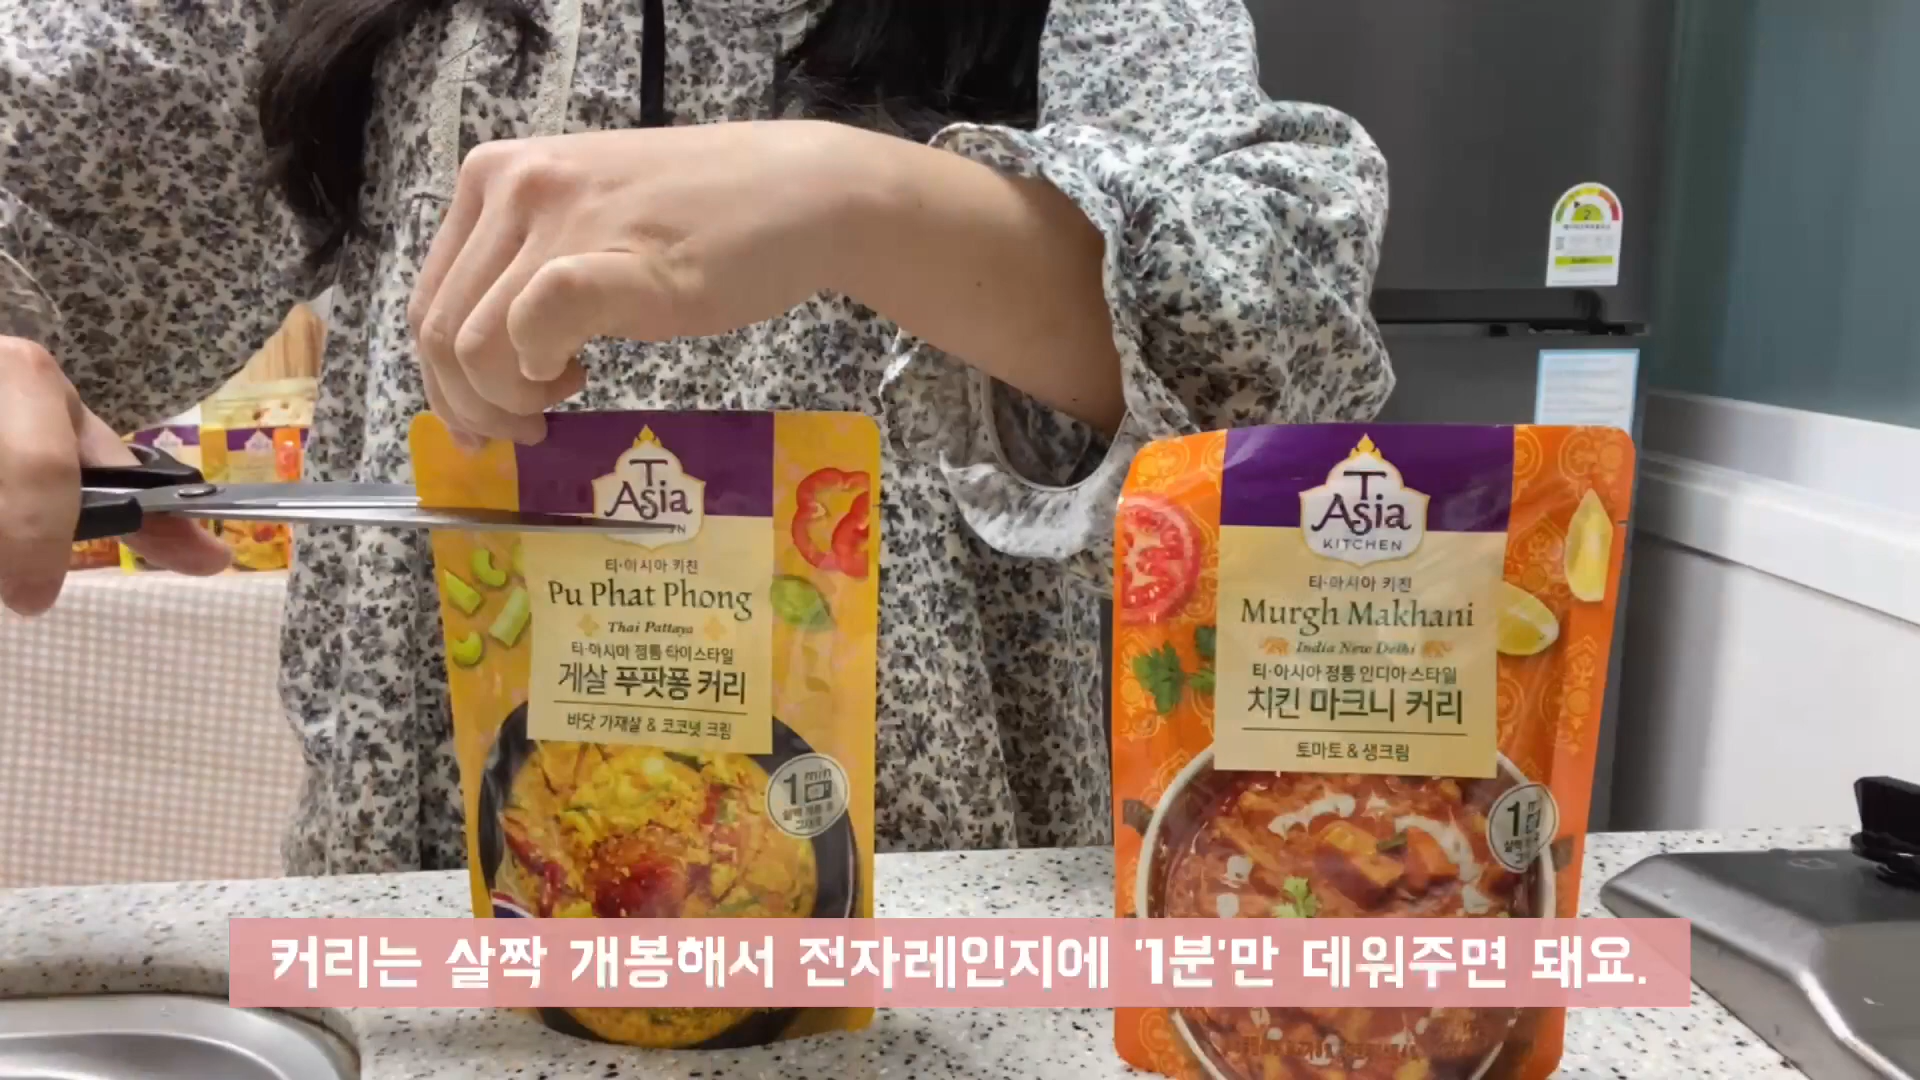 T
Asia
티·아시아 키친
Pu Phat Phong
Thai Pattaya
티·아시아 정통 타이스타일
게살 푸팟퐁 커리
바닷 가재살 & 코코넛 크림
1 min
T
Asia
KITCHEN
티·아시아 키친
Murgh Makhani
India New Delhi
티·아시아 정통 인디아스타일
치킨 마크니 커리
토마토 & 생크림
1
2
커리는 살짝 개봉해서 전자레인지에 '1분'만 데워주면 돼요.